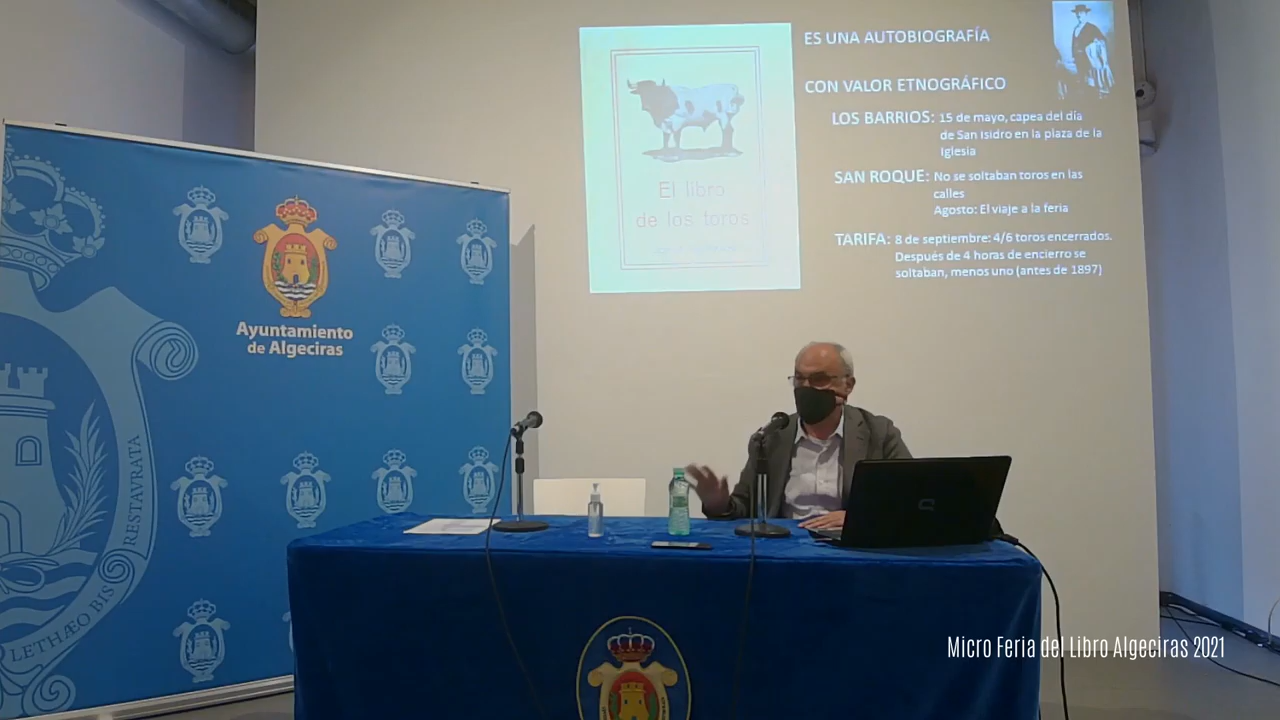 ES UNA AUTOBIOGRAFÍA
CON VALOR ETNOGRÁFICO
LOS BARRIOS: 15 de mayo, capea del día
de San Isidro en la plaza de la
Iglesia
SAN ROQUE: No se soltaban toros en las
calles
Agosto: El viaje a la feria
TARIFA: 8 de septiembre: 4/6 toros encerrados.
Después de 4 horas de encierro se
soltaban, menos uno (antes de 1897)
El libro
de los toros
Ayuntamiento
de Algeciras
RESTAVRATA
LETHÆO BIS
Micro Feria del Libro Algeciras 2021